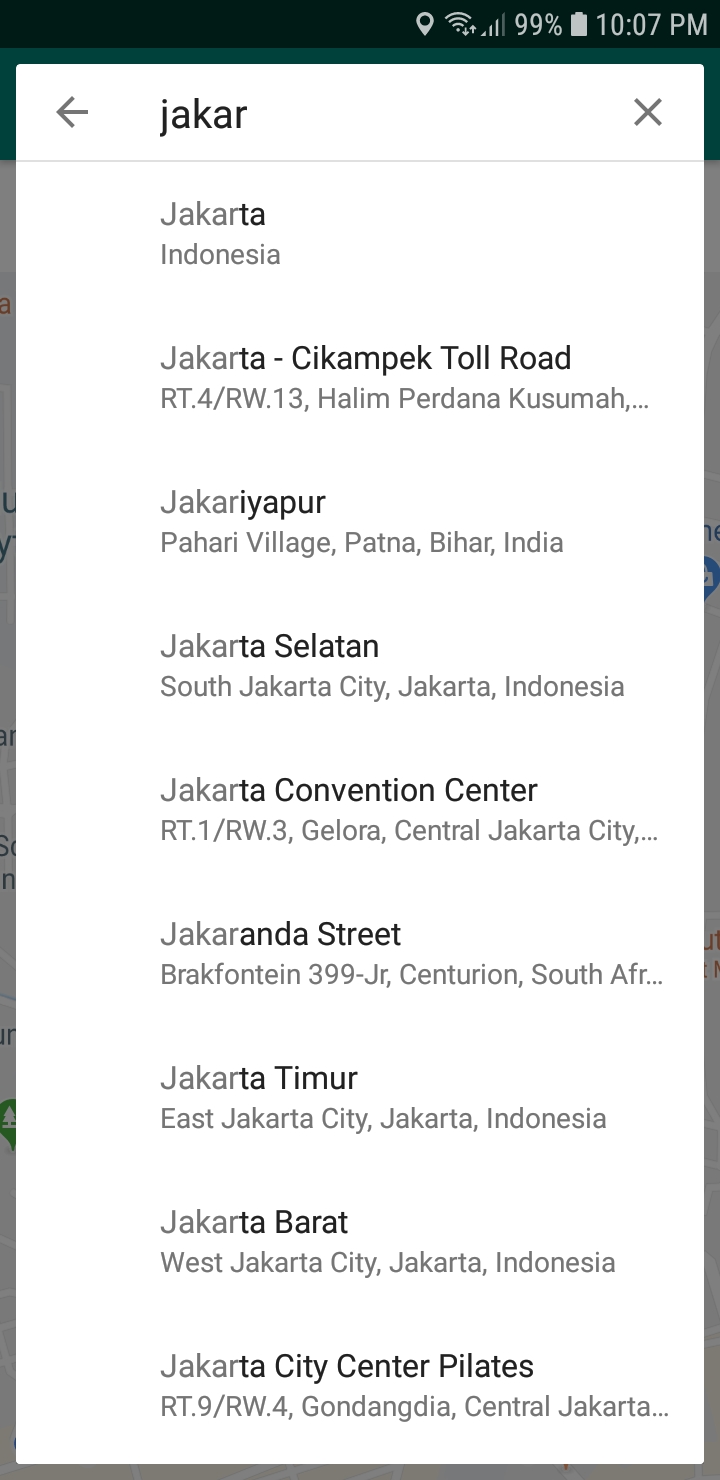 99% 10:07 PM
jakar
Jakarta
Indonesia
Jakarta - Cikampek Toll Road
RT.4/RW.13, Halim Perdana Kusumah,...
Jakariyapur
Pahari Village, Patna, Bihar, India
Jakarta Selatan
South Jakarta City, Jakarta, Indonesia
Jakarta Convention Center
RT.1/RW.3, Gelora, Central Jakarta City,...
Jakaranda Street
Brakfontein 399-Jr, Centurion, South Afr...
Jakarta Timur
East Jakarta City, Jakarta, Indonesia
Jakarta Barat
West Jakarta City, Jakarta, Indonesia
Jakarta City Center Pilates
RT.9/RW.4, Gondangdia, Central Jakarta...